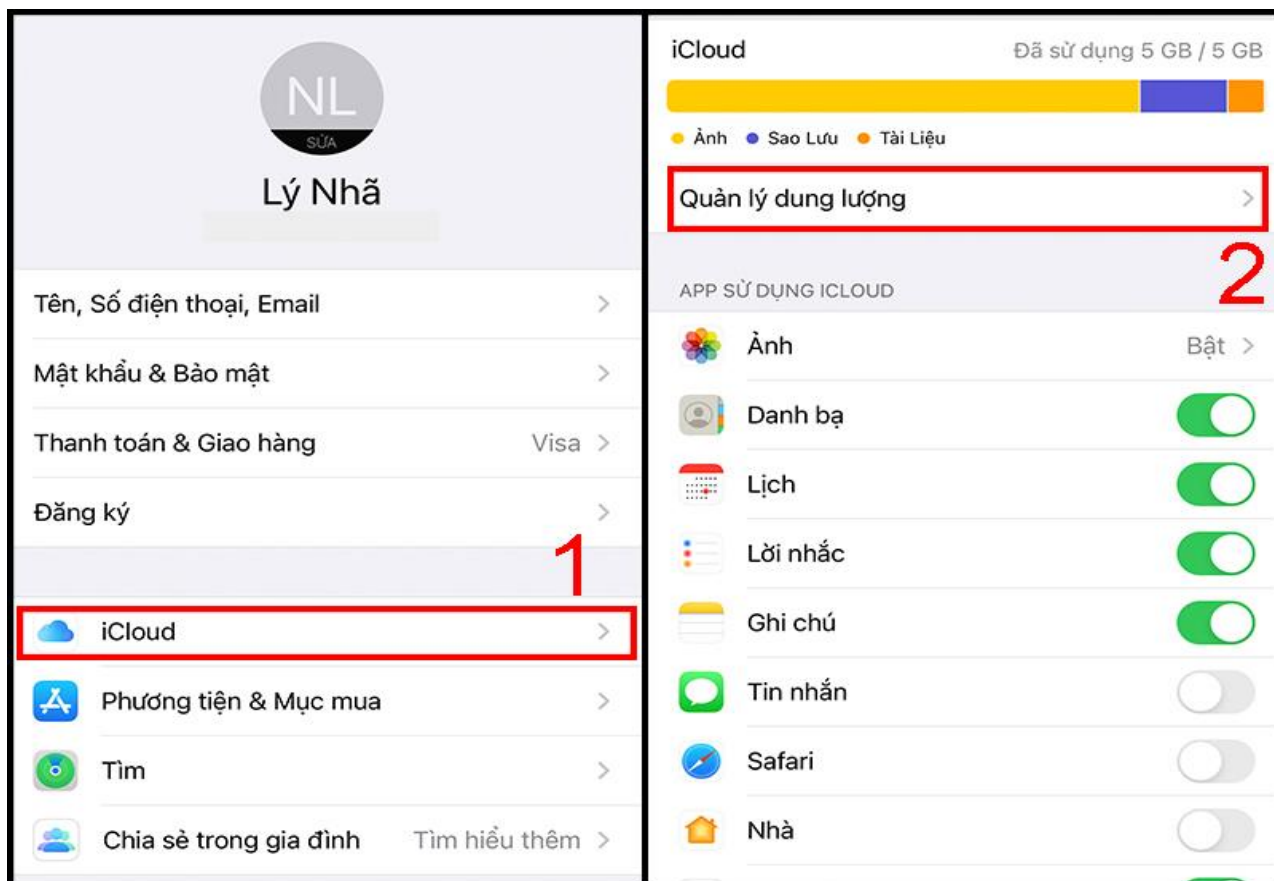 NL
SỬA
Lý Nhã
Tên, Số điện thoại, Email
Mật khẩu & Bảo mật
Thanh toán & Giao hàng Visa
Đăng ký
1
iCloud
Phương tiện & Mục mua
Tìm
Chia sẻ trong gia đình Tìm hiểu thêm
iCloud Đã sử dụng 5 GB / 5 GB
Ảnh Sao Lưu Tài Liệu
Quản lý dung lượng
2
APP SỬ DỤNG ICLOUD
Ảnh Bật
Danh bạ
Lịch
Lời nhắc
Ghi chú
Tin nhắn
Safari
Nhà